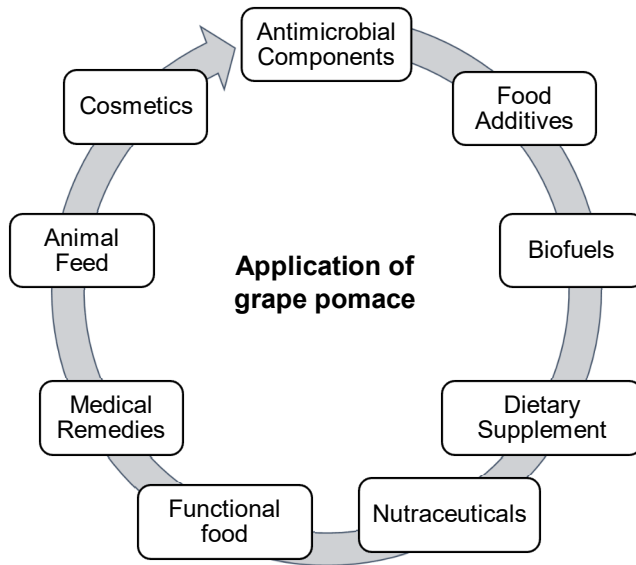 Antimicrobial
Components
Food
Additives
Biofuels
Dietary
Supplement
Nutraceuticals
Functional
food
Medical
Remedies
Animal
Feed
Cosmetics
Application of
grape pomace